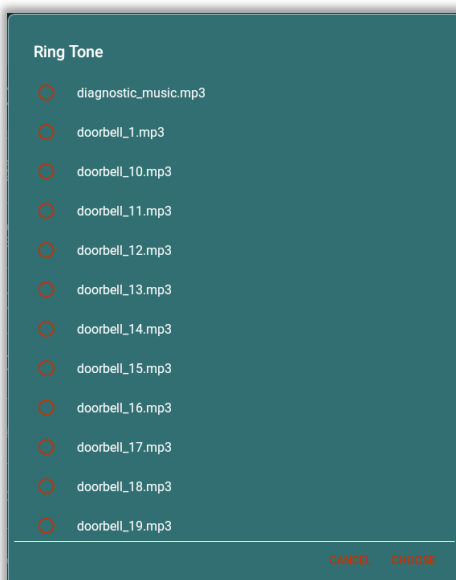 Ring Tone
diagnostic_music.mp3
doorbell_1.mp3
doorbell_10.mp3
doorbell_11.mp3
doorbell_12.mp3
doorbell_13.mp3
doorbell_14.mp3
doorbell_15.mp3
doorbell_16.mp3
doorbell_17.mp3
doorbell_18.mp3
doorbell_19.mp3
CANCEL CHOOSE